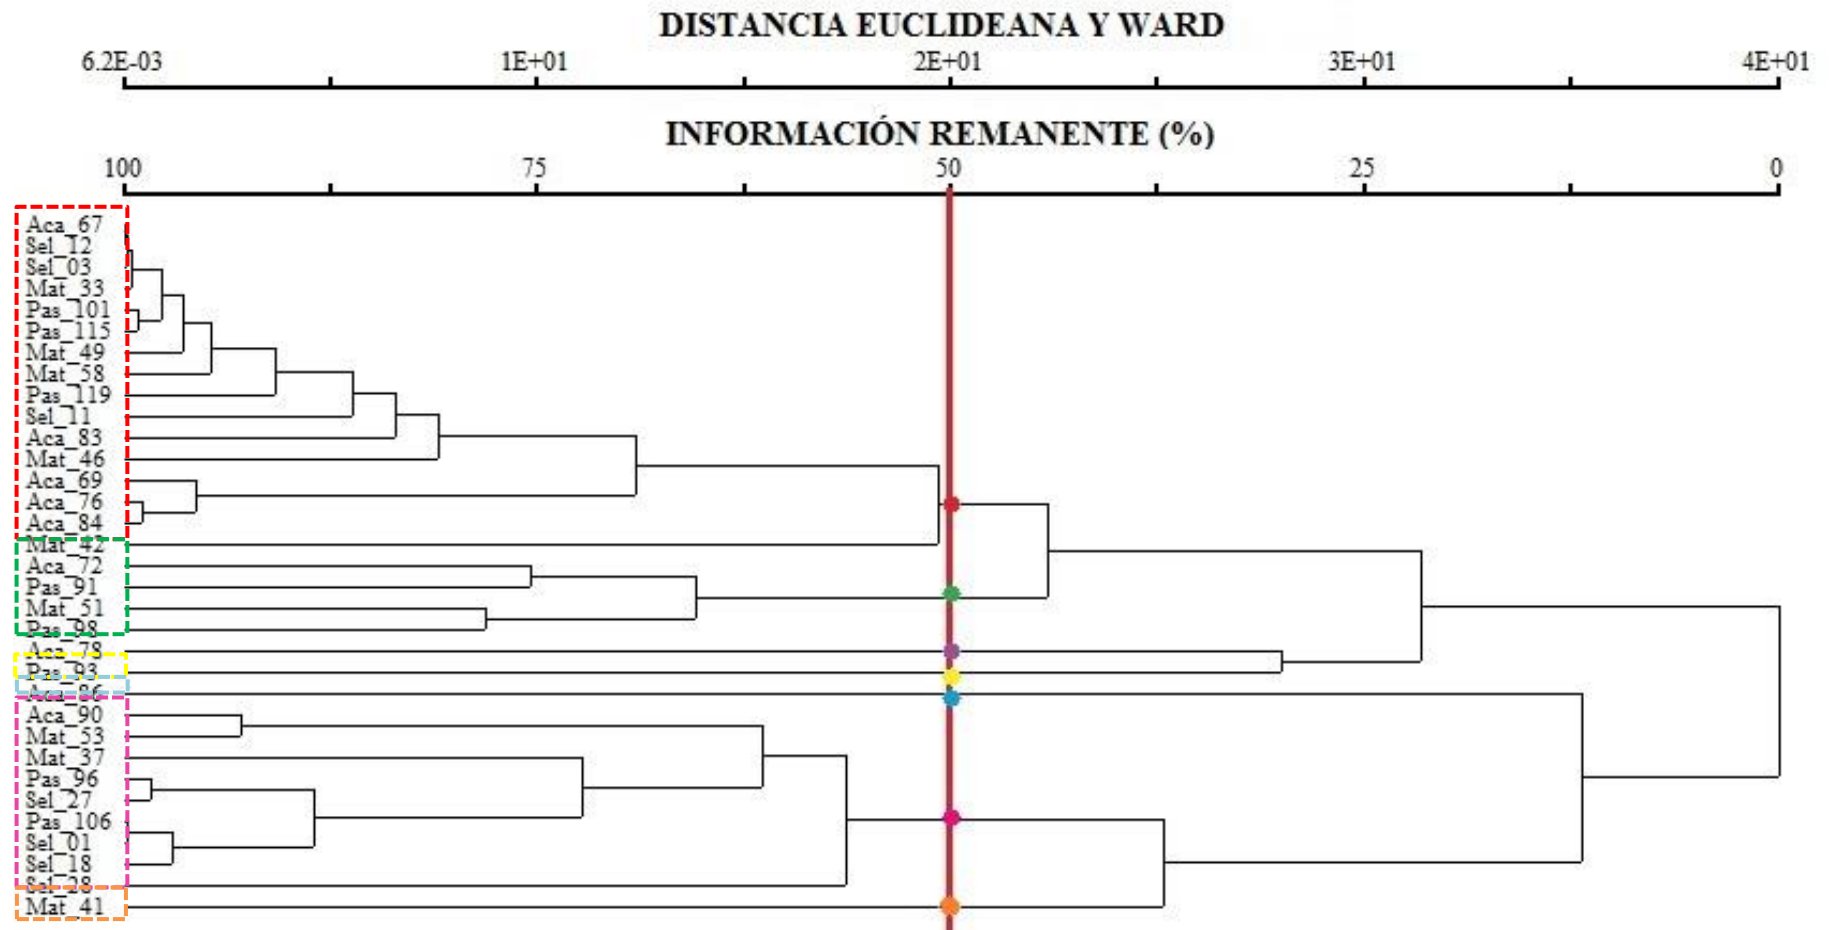 DISTANCIA EUCLIDEANA Y WARD
6.2E-03 1E+01 2E+01 3E+01 4E+01
INFORMACIÓN REMANENTE (%)
100 75 50 25 0
Aca_67
Sel_12
Sel_03
Mat_33
Pas_101
Pas_115
Mat_49
Mat_58
Pas_119
Sel_11
Aca_83
Mat_46
Aca_69
Aca_76
Aca_84
Mat_42
Aca_72
Pas_91
Mat_51
Pas_98
Aca_78
Pas_93
Aca_86
Aca_90
Mat_53
Mat_37
Pas_96
Sel_27
Pas_106
Sel_01
Sel_18
Sel_28
Mat_41